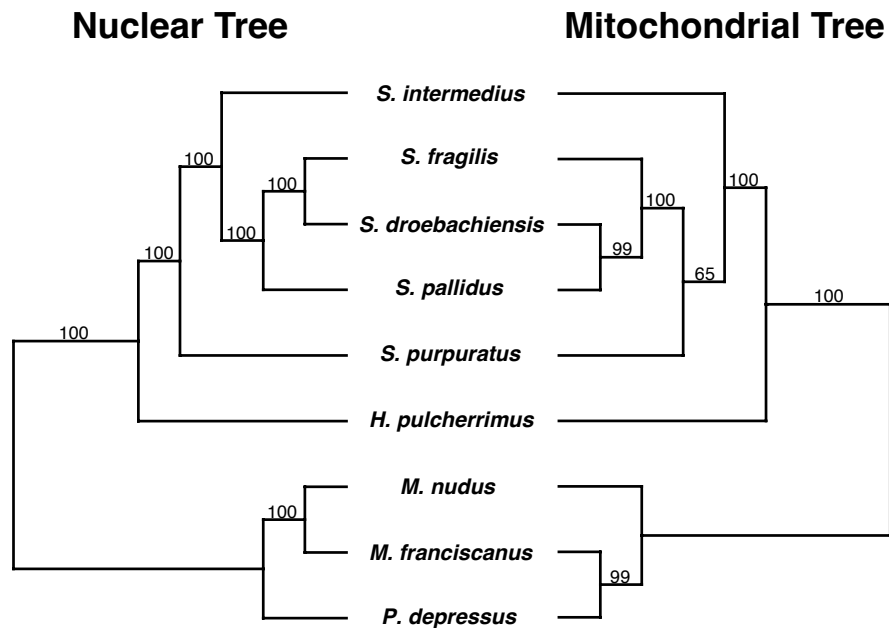 Nuclear Tree Mitochondrial Tree
S. intermedius
100 S. fragilis 100
100 100
S. droebachiensis
100 100 99 65
S. pallidus
100 100
S. purpuratus
H. pulcherrimus
M. nudus
100
M. franciscanus
99
P. depressus